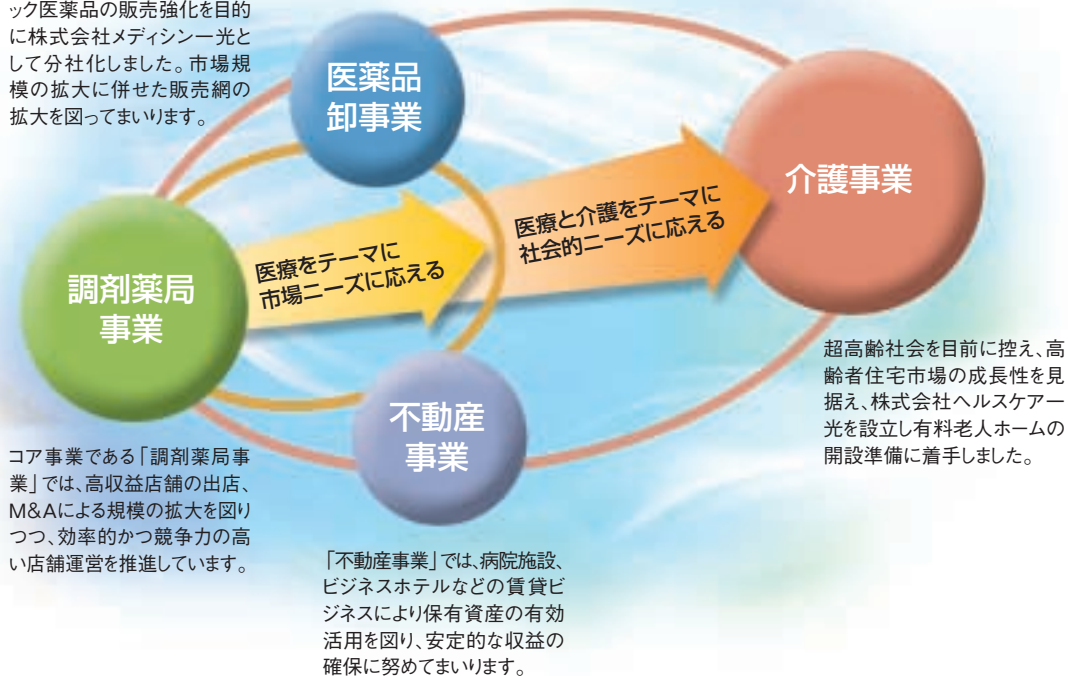 ック医薬品の販売強化を目的
に株式会社メディシン一光と
して分社化しました。市場規
模の拡大に併せた販売網の
拡大を図ってまいります。
医薬品
卸事業
介護事業
医療と介護をテーマに
社会的ニーズに応える
医療をテーマに
市場ニーズに応える
調剤薬局
事業
不動産
事業
超高齢社会を目前に控え、高
齢者住宅市場の成長性を見
据え、株式会社ヘルスケア一
光を設立し有料老人ホームの
開設準備に着手しました。
コア事業である「調剤薬局事
業」では、高収益店舗の出店、
M&Aによる規模の拡大を図り
つつ、効率的かつ競争力の高
い店舗運営を推進しています。
「不動産事業」では、病院施設、
ビジネスホテルなどの賃貸ビ
ジネスにより保有資産の有効
活用を図り、安定的な収益の
確保に努めてまいります。